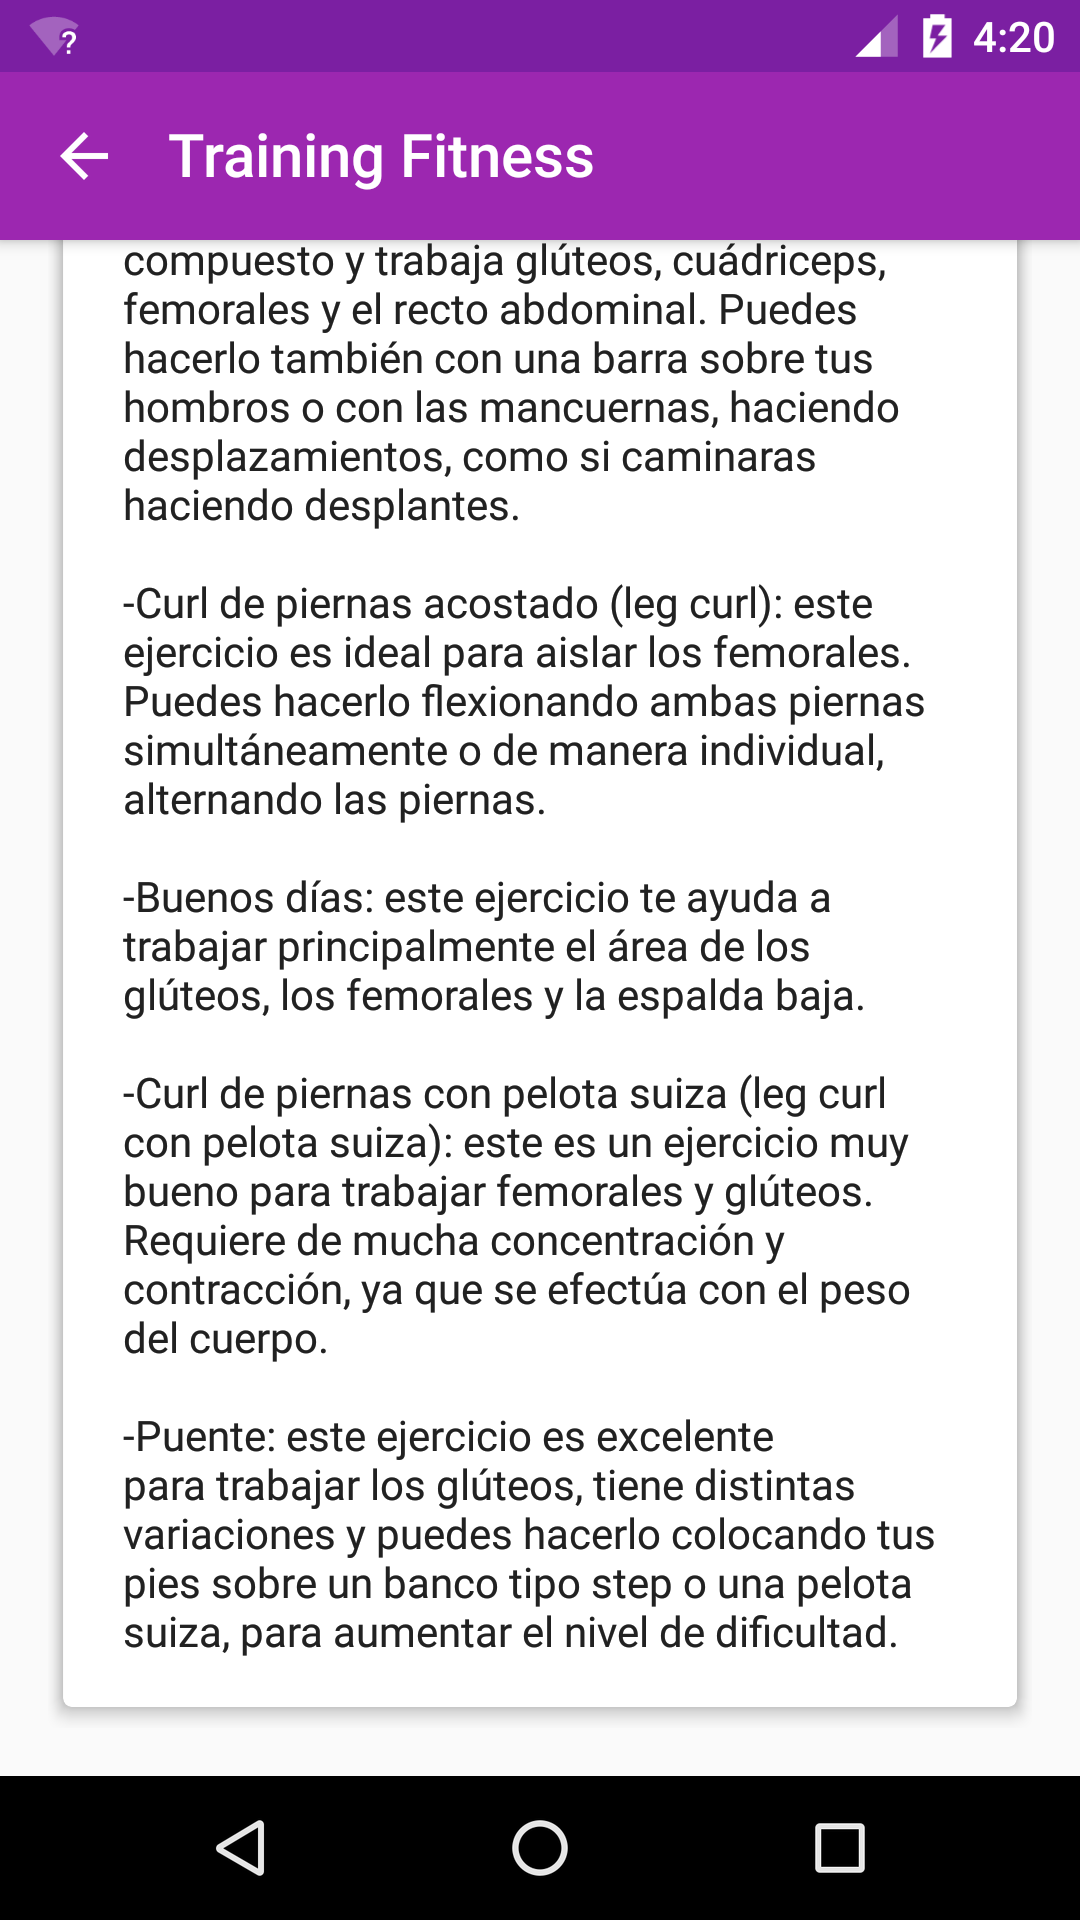 ?
4:20
Training Fitness
compuesto y trabaja glúteos, cuádriceps,
femorales y el recto abdominal. Puedes
hacerlo también con una barra sobre tus
hombros o con las mancuernas, haciendo
desplazamientos, como si caminaras
haciendo desplantes.
-Curl de piernas acostado (leg curl): este
ejercicio es ideal para aislar los femorales.
Puedes hacerlo flexionando ambas piernas
simultáneamente o de manera individual,
alternando las piernas.
-Buenos días: este ejercicio te ayuda a
trabajar principalmente el área de los
glúteos, los femorales y la espalda baja.
-Curl de piernas con pelota suiza (leg curl
con pelota suiza): este es un ejercicio muy
bueno para trabajar femorales y glúteos.
Requiere de mucha concentración y
contracción, ya que se efectúa con el peso
del cuerpo.
-Puente: este ejercicio es excelente
para trabajar los glúteos, tiene distintas
variaciones y puedes hacerlo colocando tus
pies sobre un banco tipo step o una pelota
suiza, para aumentar el nivel de dificultad.